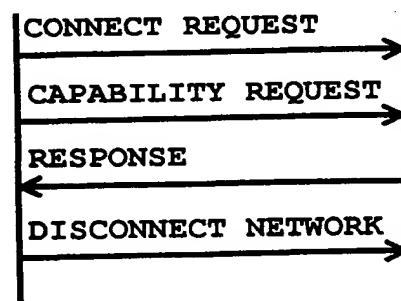 CONNECT REQUEST
CAPABILITY REQUEST
RESPONSE
DISCONNECT NETWORK